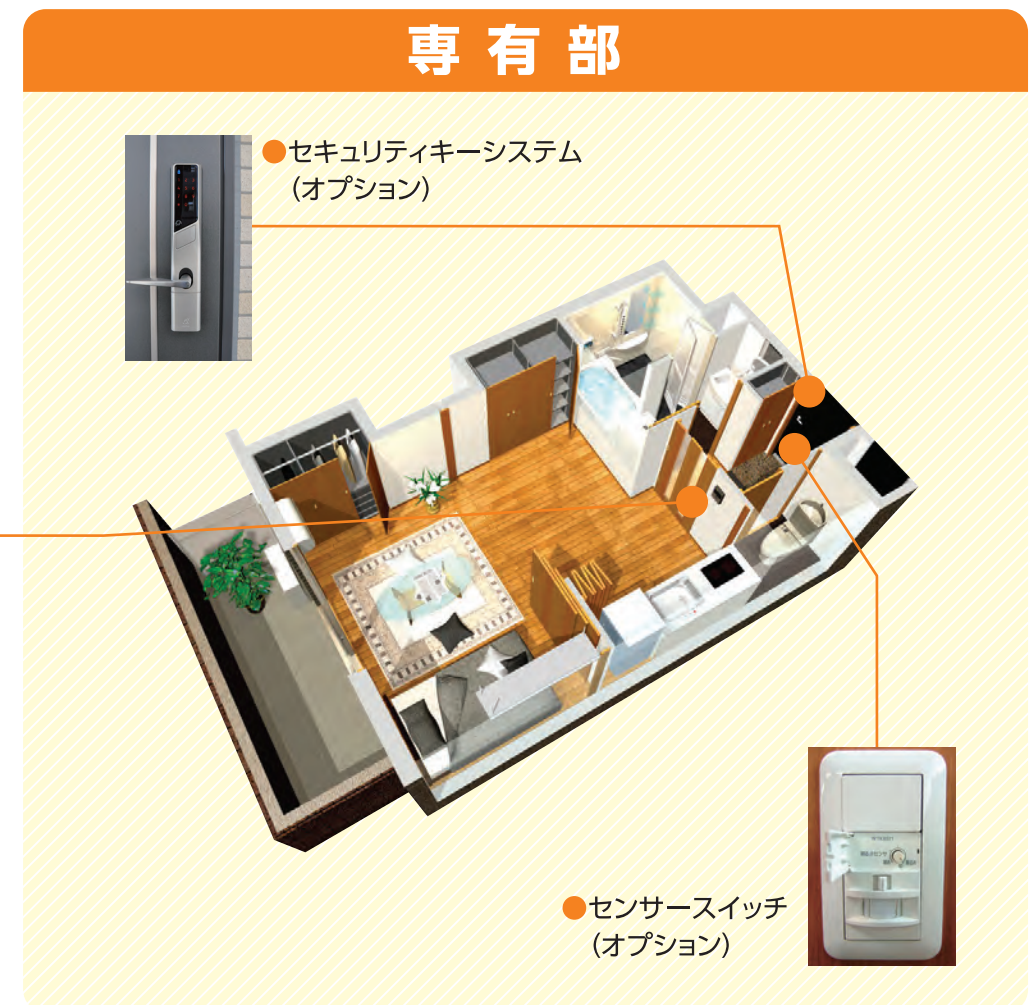 専有部
●セキュリティキーシステム
(オプション)
●センサースイッチ
(オプション)